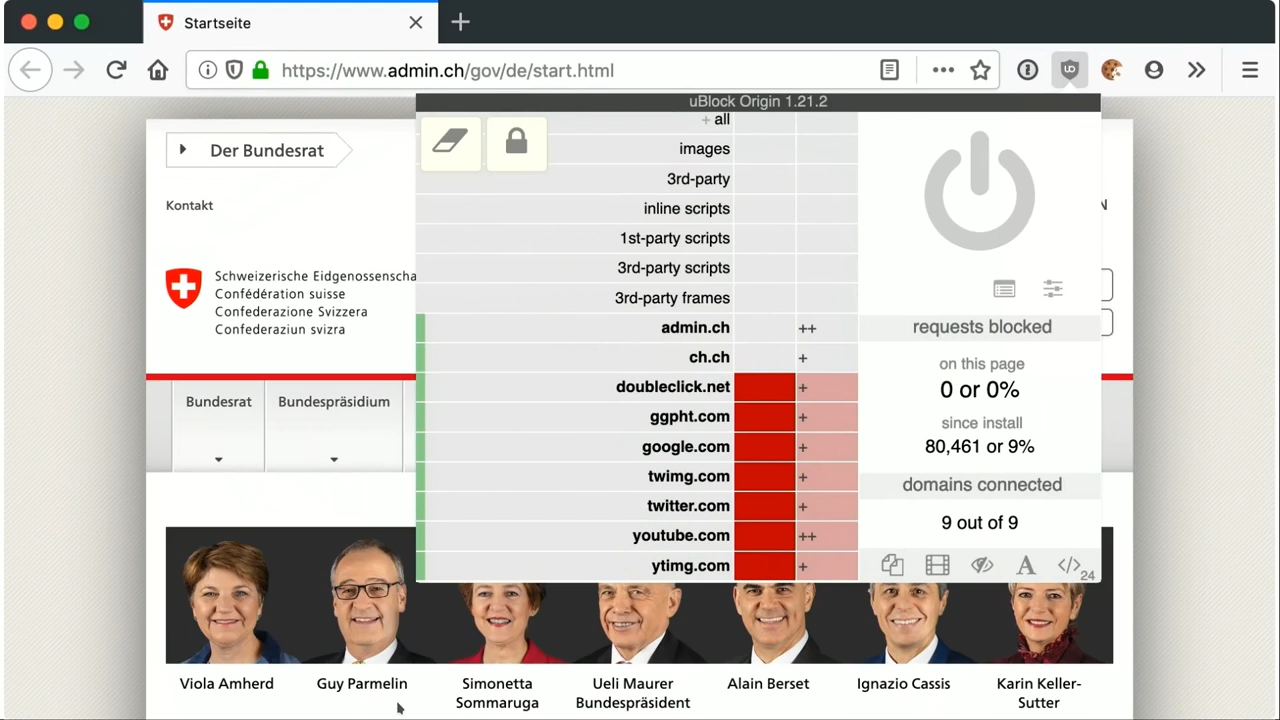 Startseite
https://www.admin.ch/gov/de/start.html
uBlock Origin 1.21.2
Der Bundesrat
Kontakt
N
Schweizerische Eidgenossenscha
Confédération suisse
Confederazione Svizzera
Confederaziun svizra
Bundesrat
Bundespräsidium
+ all
images
3rd-party
inline scripts
1st-party scripts
3rd-party scripts
3rd-party frames
admin.ch ++
ch.ch +
doubleclick.net +
ggpht.com +
google.com +
twimg.com +
twitter.com +
youtube.com ++
ytimg.com +
requests blocked
on this page
0 or 0%
since install
80,461 or 9%
domains connected
9 out of 9
A </> 24
Viola Amherd
Guy Parmelin
Simonetta
Sommaruga
Ueli Maurer
Bundespräsident
Alain Berset
Ignazio Cassis
Karin Keller-
Sutter